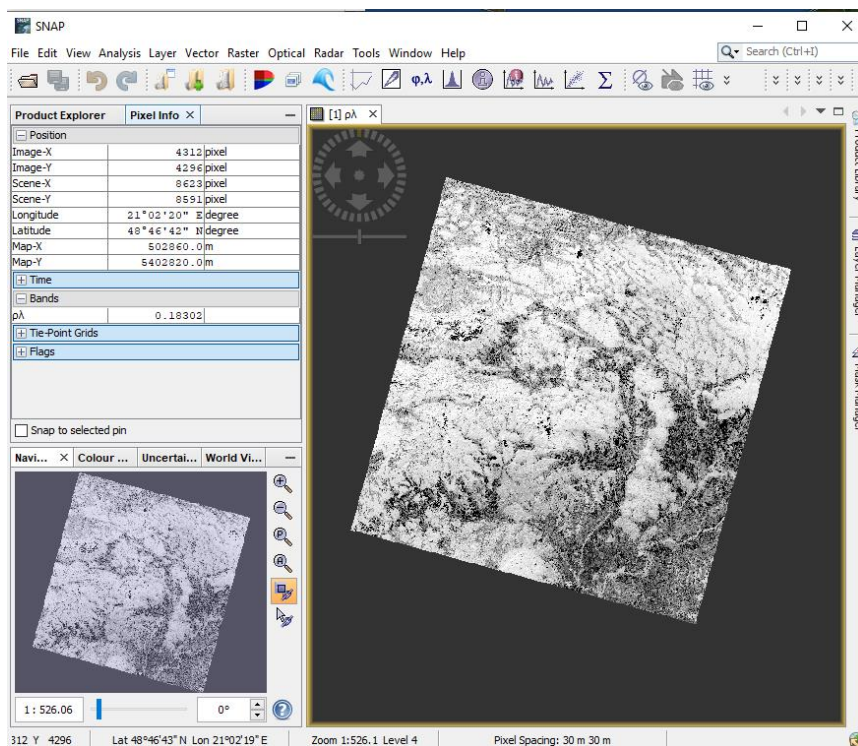 SNAP
File Edit View Analysis Layer Vector Raster Optical Radar Tools Window Help
Search (Ctrl+I)
φ,λ Σ
Product Explorer Pixel Info
[1] ρλ
Position
Image-X 4312 pixel
Image-Y 4296 pixel
Scene-X 8623 pixel
Scene-Y 8591 pixel
Longitude 21°02'20" E degree
Latitude 48°46'42" N degree
Map-X 502860.0 m
Map-Y 5402820.0 m
Time
Bands
ρλ 0.18302
Tie-Point Grids
Flags
Snap to selected pin
Navi... Colour ... Uncertai... World Vi...
1 : 526.06 0°
312 Y 4296 Lat 48°46'43" N Lon 21°02'19" E Zoom 1:526.1 Level 4 Pixel Spacing: 30 m 30 m